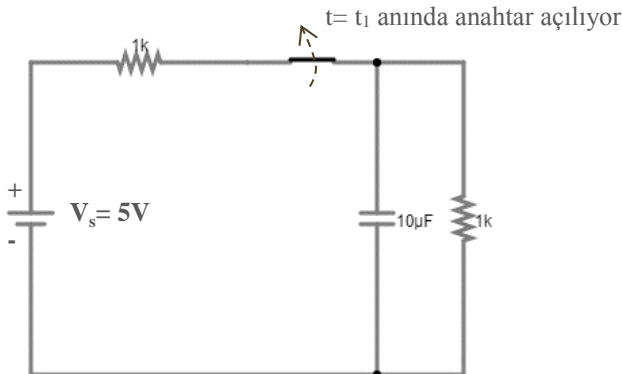 t= t₁ anında anahtar açılıyor
1k
+
Vₛ= 5V
-
10µF
1k